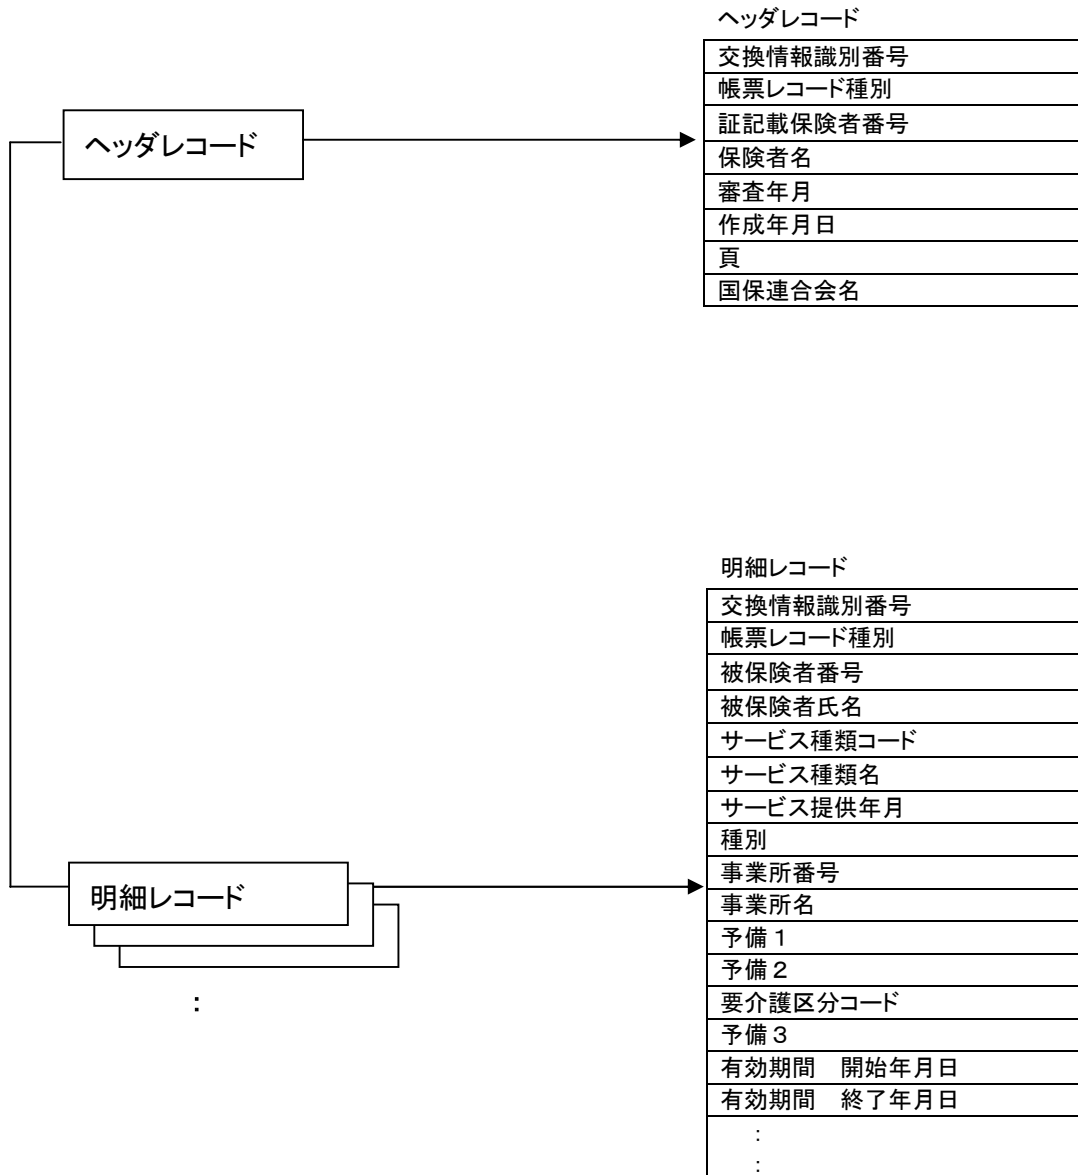 ヘッダレコード
ヘッダレコード
交換情報識別番号
帳票レコード種別
証記載保険者番号
保険者名
審査年月
作成年月日
頁
国保連合会名
明細レコード
:
明細レコード
交換情報識別番号
帳票レコード種別
被保険者番号
被保険者氏名
サービス種類コード
サービス種類名
サービス提供年月
種別
事業所番号
事業所名
予備1
予備2
要介護区分コード
予備3
有効期間　開始年月日
有効期間　終了年月日
:
: